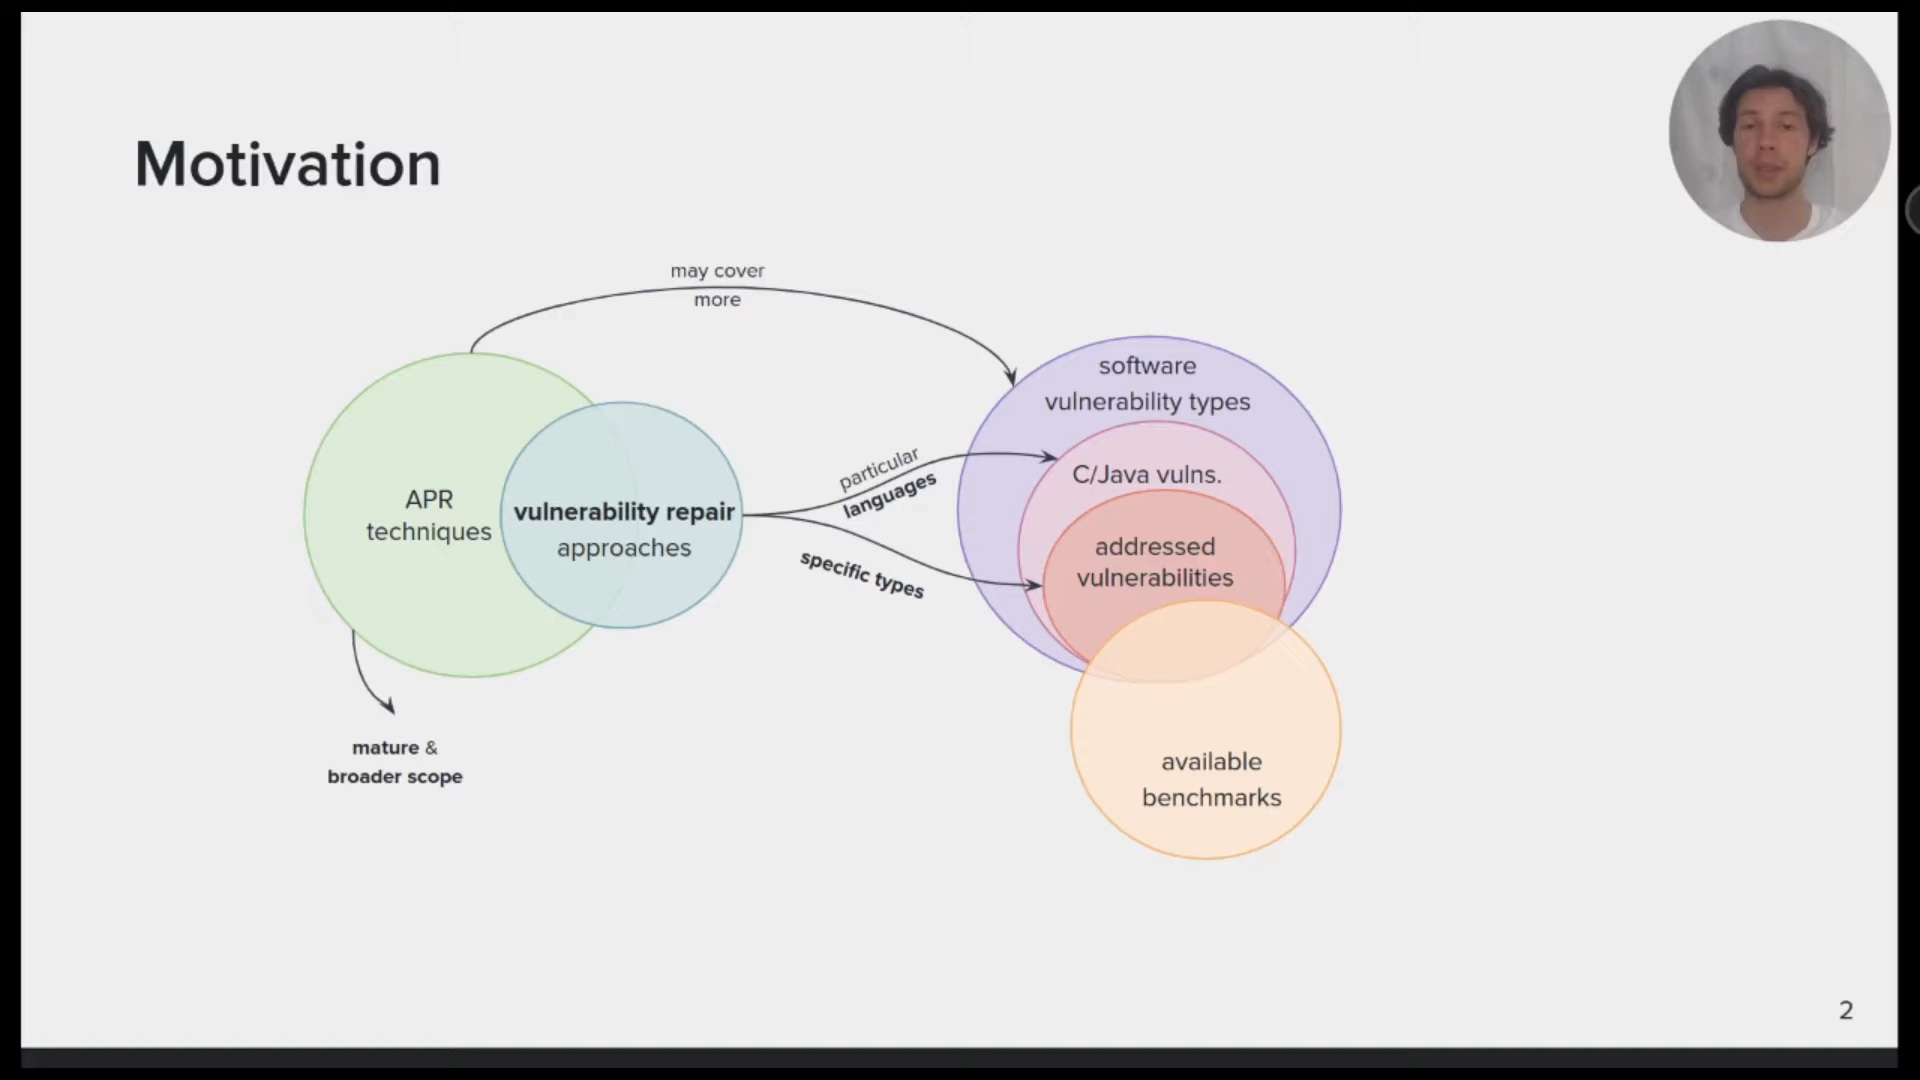 Motivation
may cover
more
software
vulnerability types
particular
languages
C/Java vulns.
APR
techniques
vulnerability repair
approaches
specific types
addressed
vulnerabilities
mature &
broader scope
available
benchmarks
2